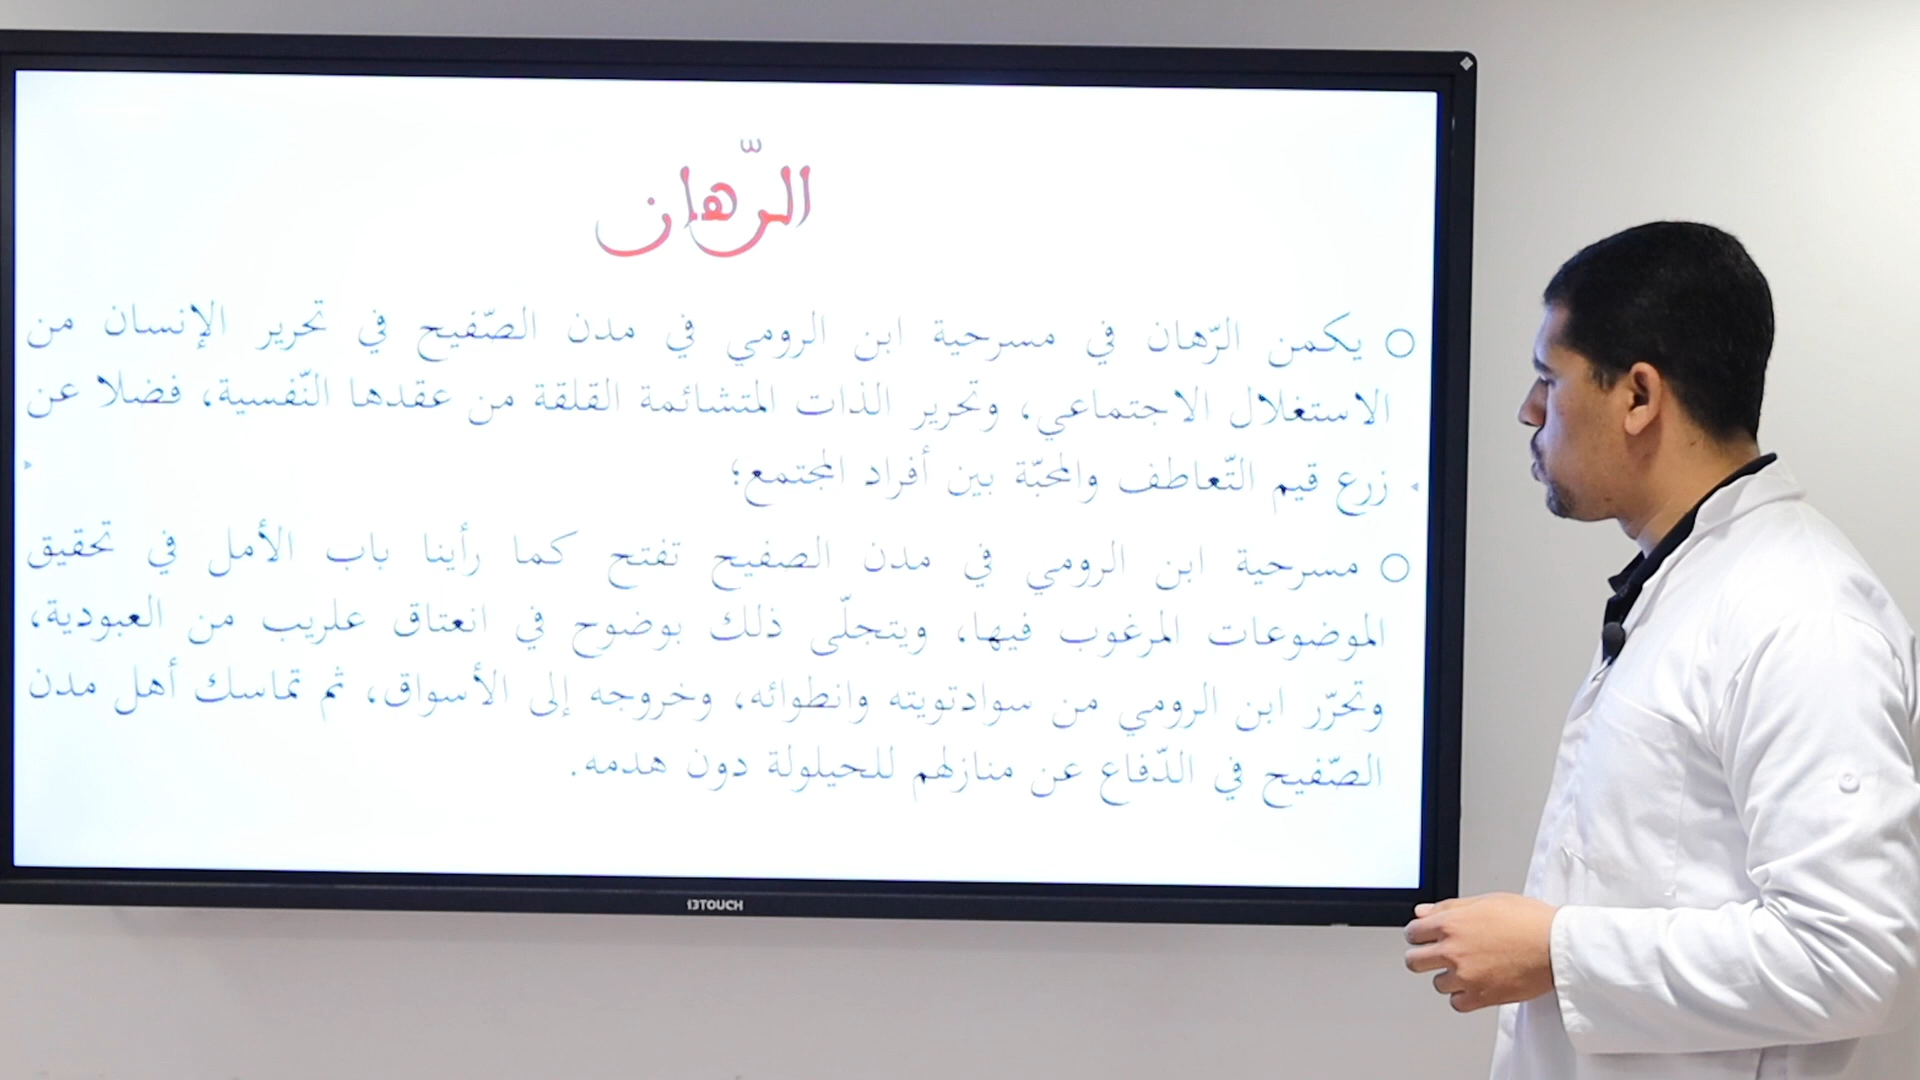 الرّهان
يكمن الرّهان في مسرحية ابن الرومي في مدن الصّفيح في تحرير الإنسان من
الاستغلال الاجتماعي، وتحرير الذات المتشائمة القلقة من عقدها النّفسية، فضلا عن
زرع قيم التّعاطف والمحبّة بين أفراد المجتمع؛
مسرحية ابن الرومي في مدن الصفيح تفتح كما رأينا باب الأمل في تحقيق
الموضوعات المرغوب فيها، ويتجلّى ذلك بوضوح في انعتاق علريب من العبودية،
وتحرّر ابن الرومي من سوادتويته وانطوائه، وخروجه إلى الأسواق، ثم تماسك أهل مدن
الصّفيح في الدّفاع عن منازلهم للحيلولة دون هدمه.
i3TOUCH